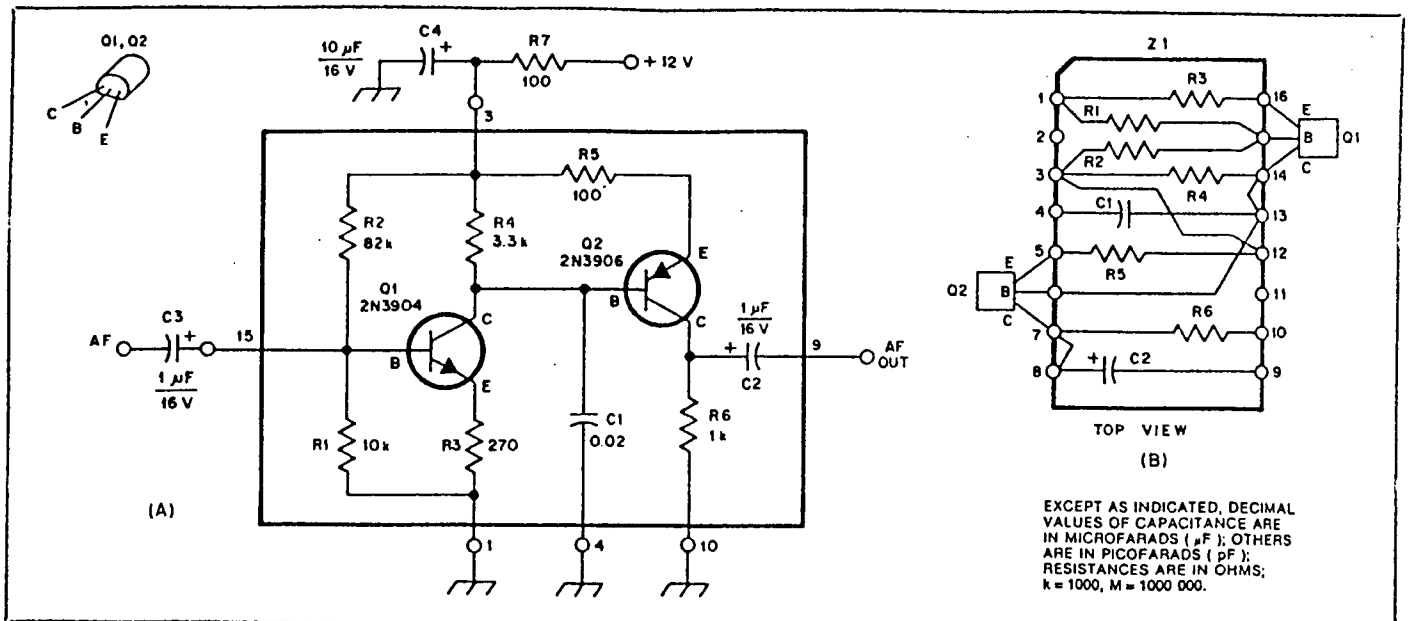 Q1, Q2
C
B
E
10 µF
16 V
C4
+
R7
100
+ 12 V
3
R5
100
R2
82k
R4
3.3k
Q2
2N3906
E
B
C
Q1
2N3904
C
B
E
AF
C3
+
1 µF
16 V
15
1 µF
16 V
+
C2
9
AF
OUT
R1
10k
R3
270
C1
0.02
R6
1k
(A)
1
4
10
Z1
1
2
3
4
5
7
8
16
14
13
12
11
10
9
R3
R1
R2
R4
C1
R5
R6
+
C2
E
B
C
Q1
E
B
C
Q2
TOP VIEW
(B)
EXCEPT AS INDICATED, DECIMAL
VALUES OF CAPACITANCE ARE
IN MICROFARADS ( µF ); OTHERS
ARE IN PICOFARADS ( pF );
RESISTANCES ARE IN OHMS;
k = 1000, M = 1000 000.